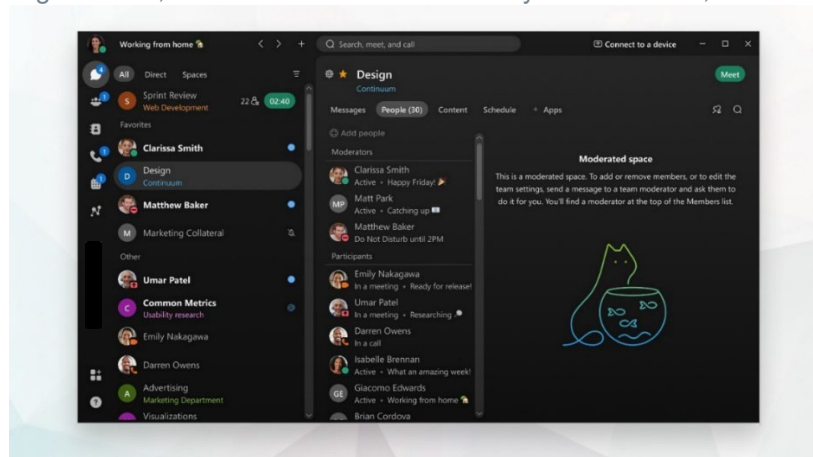 Working from home
Search, meet, and call
Connect to a device
4
All
Direct
Spaces
Sprint Review
Web Development
22
02:40
S
Favorites
Clarissa Smith
D
Design
Continuum
Matthew Baker
M
Marketing Collateral
Other
Umar Patel
C
Common Metrics
Usability research
Emily Nakagawa
Darren Owens
A
Advertising
Marketing Department
Visualizations
Design
Continuum
Meet
Messages
People (30)
Content
Schedule
+ Apps
Add people
Moderators
Clarissa Smith
Active • Happy Friday!
MP
Matt Park
Active • Catching up
Matthew Baker
Do Not Disturb until 2PM
Participants
Emily Nakagawa
In a meeting • Ready for release!
Umar Patel
In a meeting • Researching
Darren Owens
In a call
Isabelle Brennan
Active • What an amazing week!
GE
Giacomo Edwards
Active • Working from home
Brian Cordova
Moderated space
This is a moderated space. To add or remove members, or to edit the
team settings, send a message to a team moderator and ask them to
do it for you. You'll find a moderator at the top of the Members list.